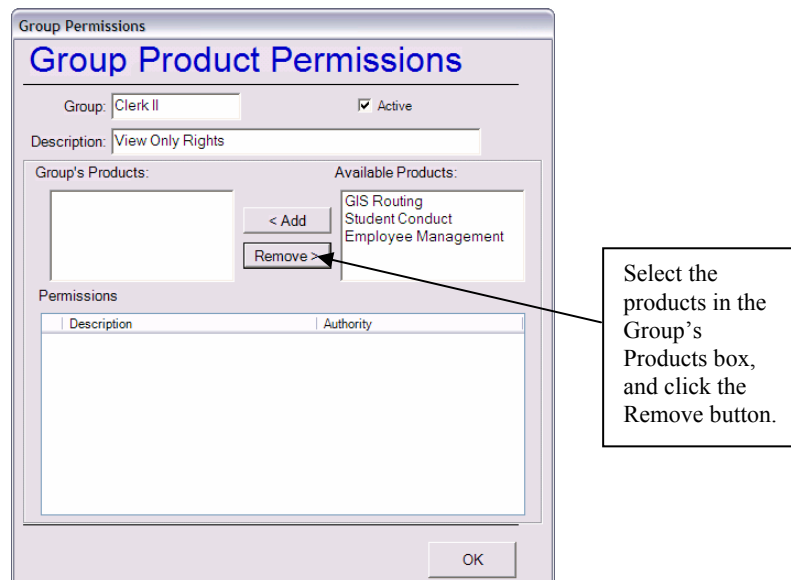 Group Permissions
Group Product Permissions
Group: Clerk II
Active
Description: View Only Rights
Group's Products:
Available Products:
GIS Routing
Student Conduct
Employee Management
< Add
Remove >
Permissions
Description Authority
OK
Select the
products in the
Group’s
Products box,
and click the
Remove button.